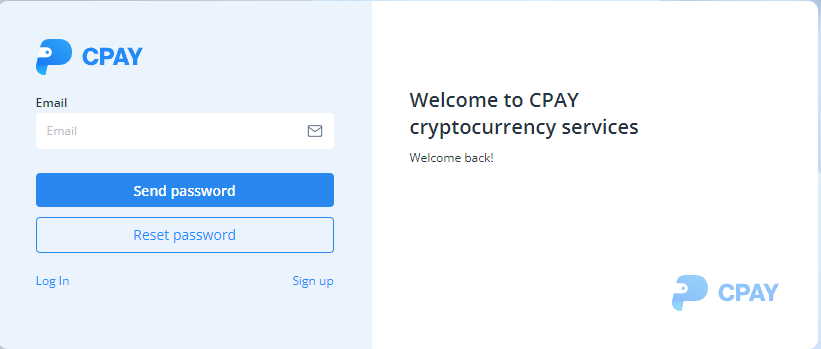 CPAY
Email
Email
Send password
Reset password
Log In
Sign up
Welcome to CPAY
cryptocurrency services
Welcome back!
CPAY